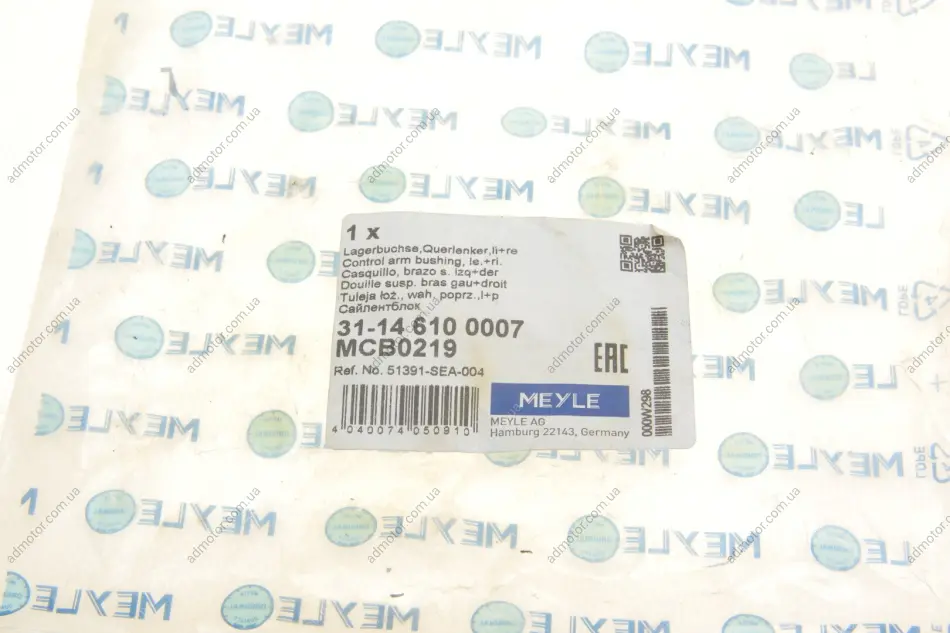 1 x
Lagerbuchse,Querlenker,li+re
Control arm bushing, le.+ri.
Casquillo, brazo s. izq+der
Douille susp. bras gau+droit
Tuleja łoż., wah. poprz.,l+p
Сайлентблок
31-14 610 0007
MCB0219
Ref. No. 51391-SEA-004
EAC
4 040074 050910
MEYLE
MEYLE AG
Hamburg 22143, Germany
000W298
MEYLE
admotor.com.ua